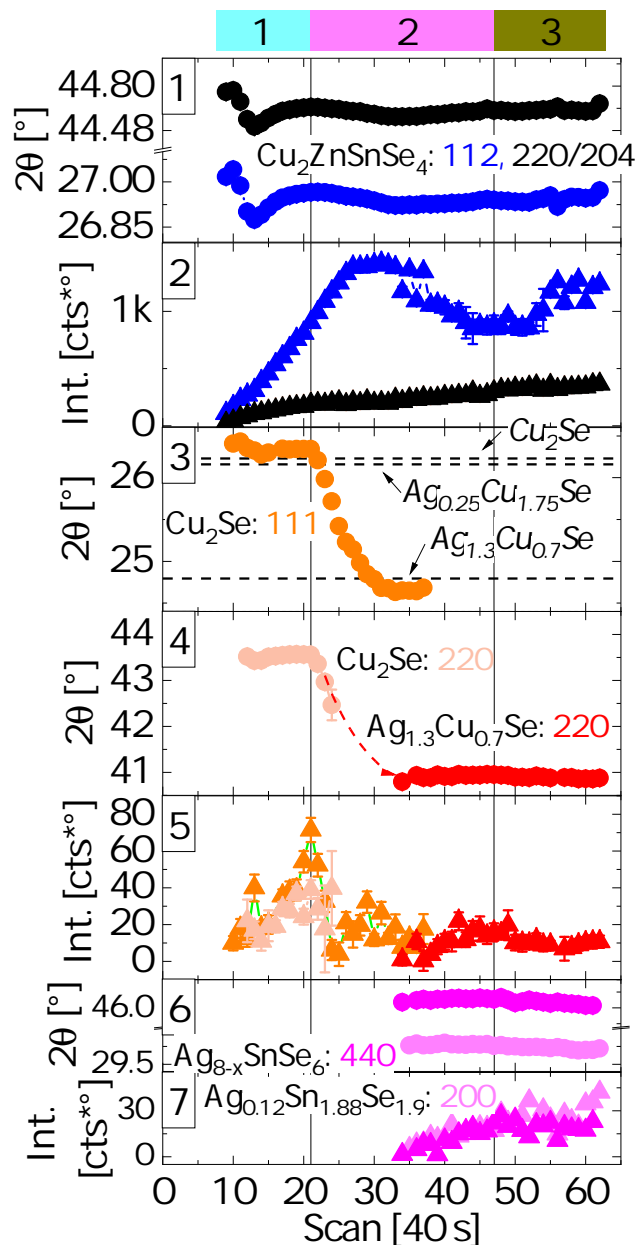 1 2 3
1
44.80
44.48
2θ [°]
Cu₂ZnSnSe₄: 112, 220/204
27.00
26.85
2
1k
Int. [cts*°]
0
3
Cu₂Se
26
Ag₀.₂₅Cu₁.₇₅Se
2θ [°]
Cu₂Se: 111
Ag₁.₃Cu₀.₇Se
25
4
44
Cu₂Se: 220
43
2θ [°]
42
Ag₁.₃Cu₀.₇Se: 220
41
5
80
60
Int. [cts*°]
40
20
0
6
46.0
2θ [°]
29.5
Ag₈₋ₓSnSe₆: 440
7
Ag₀.₁₂Sn₁.₈₈Se₁.₉: 200
30
Int.
[cts*°]
0
0 10 20 30 40 50 60
Scan [40 s]